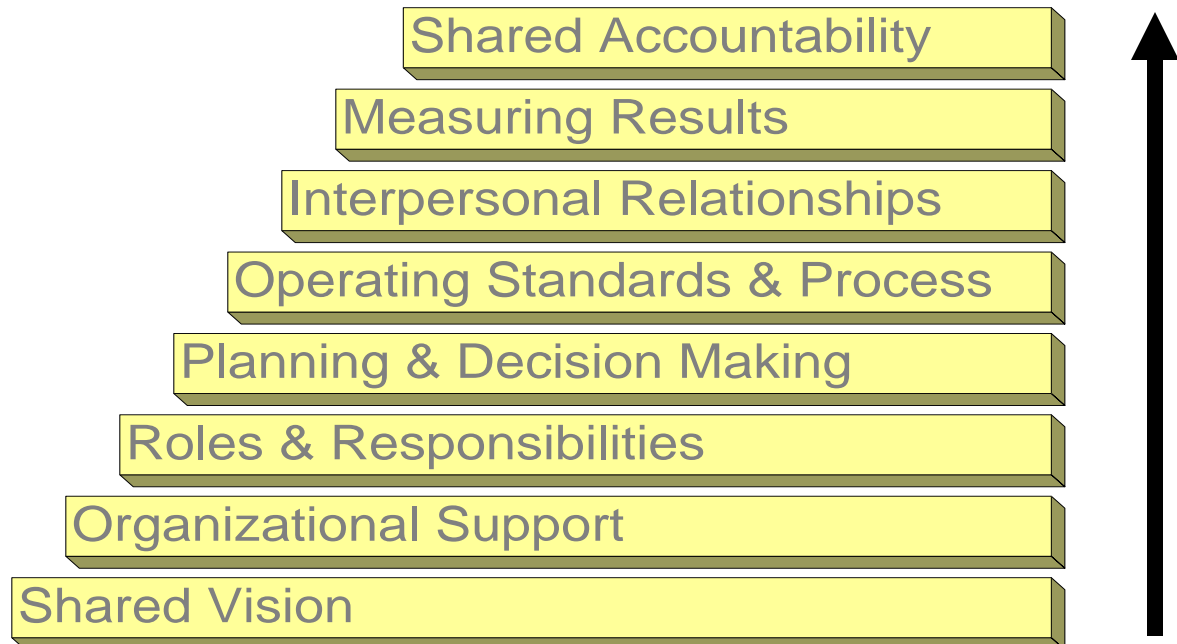 Shared Accountability
Measuring Results
Interpersonal Relationships
Operating Standards & Process
Planning & Decision Making
Roles & Responsibilities
Organizational Support
Shared Vision